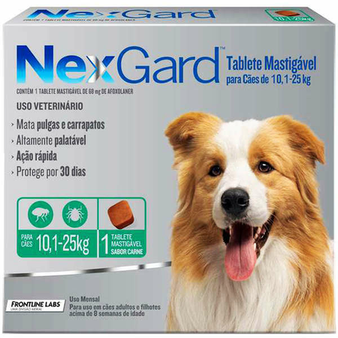 NexGard™
Tablete Mastigável
para Cães de 10,1-25 kg
CONTÉM 1 TABLETE MASTIGÁVEL DE 68 mg DE AFOXOLANER
USO VETERINÁRIO
• Mata pulgas e carrapatos
• Altamente palatável
• Ação rápida
• Protege por 30 dias
PARA CÃES
10,1-25kg
1 TABLETE
MASTIGÁVEL
SABOR CARNE
FRONTLINE LABS
Uso Mensal
Para uso em cães adultos e filhotes
acima de 8 semanas de idade